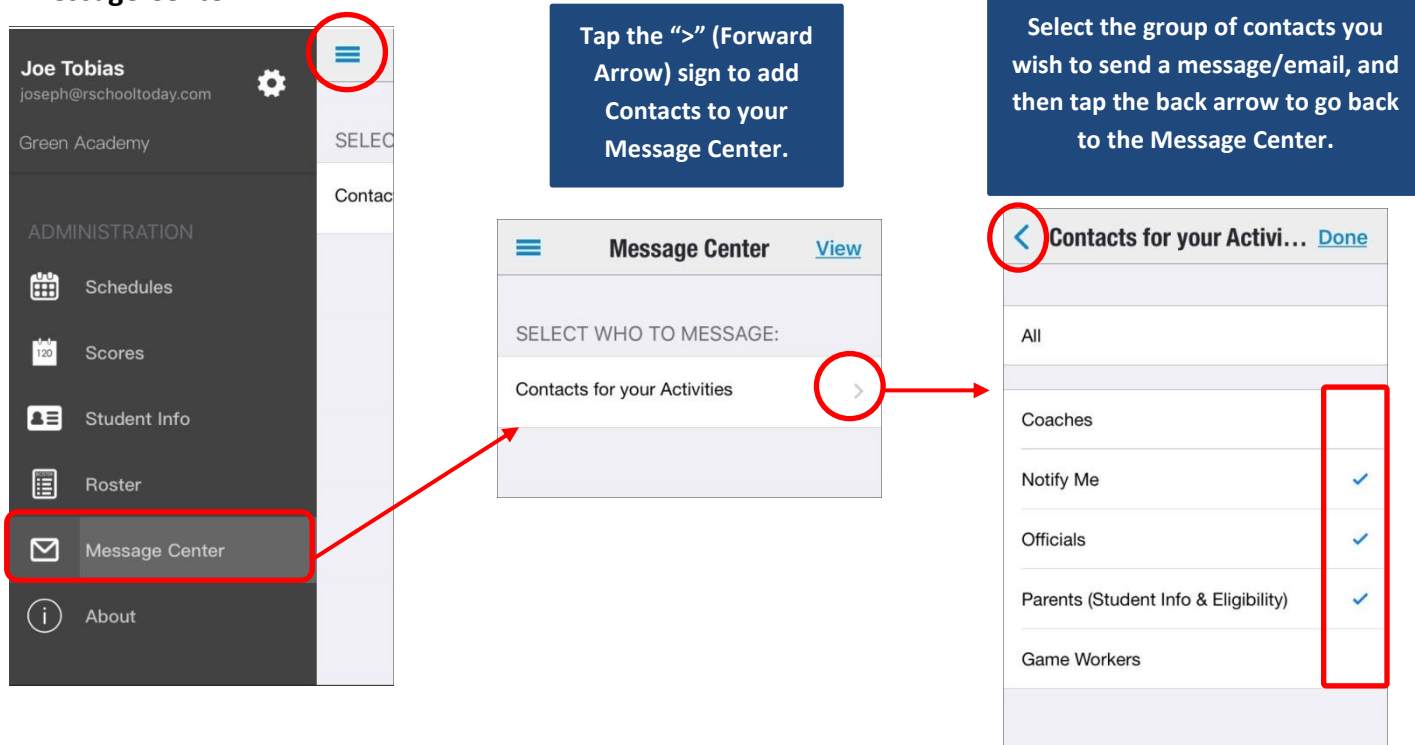 Joe Tobias
joseph@rschooltoday.com
Green Academy
ADMINISTRATION
Schedules
120
Scores
Student Info
Roster
Message Center
About
SELEC
Contac
Tap the “>” (Forward
Arrow) sign to add
Contacts to your
Message Center.
Message Center View
SELECT WHO TO MESSAGE:
Contacts for your Activities
Select the group of contacts you
wish to send a message/email, and
then tap the back arrow to go back
to the Message Center.
Contacts for your Activi... Done
All
Coaches
Notify Me
Officials
Parents (Student Info & Eligibility)
Game Workers